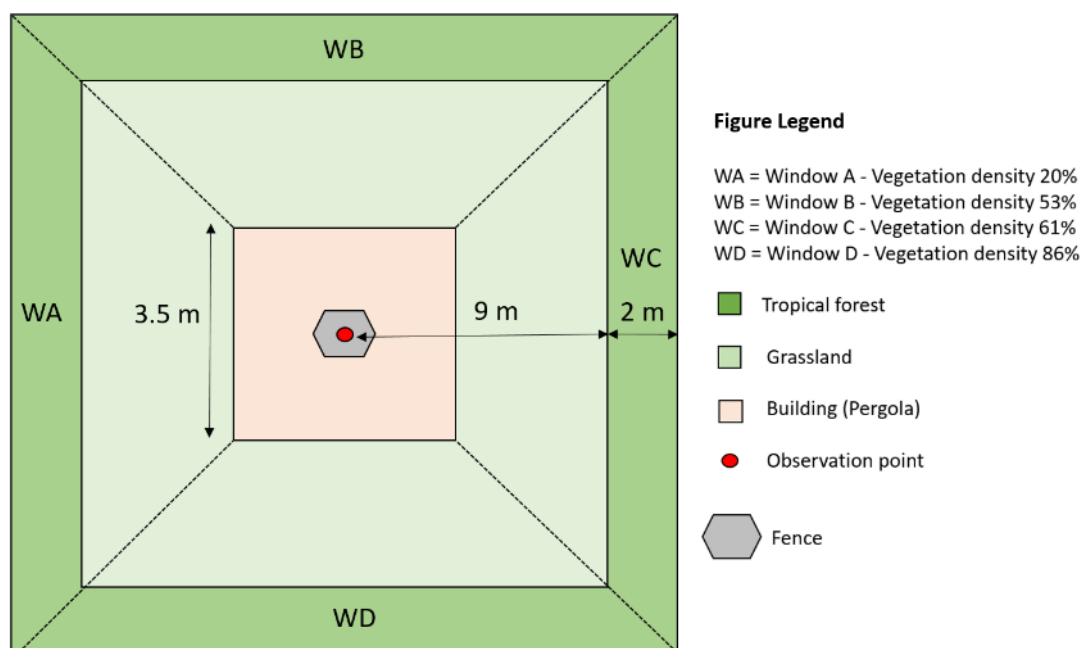 WB
WA
3.5 m
9 m
WC
2 m
WD
Figure Legend
WA = Window A - Vegetation density 20%
WB = Window B - Vegetation density 53%
WC = Window C - Vegetation density 61%
WD = Window D - Vegetation density 86%
Tropical forest
Grassland
Building (Pergola)
Observation point
Fence